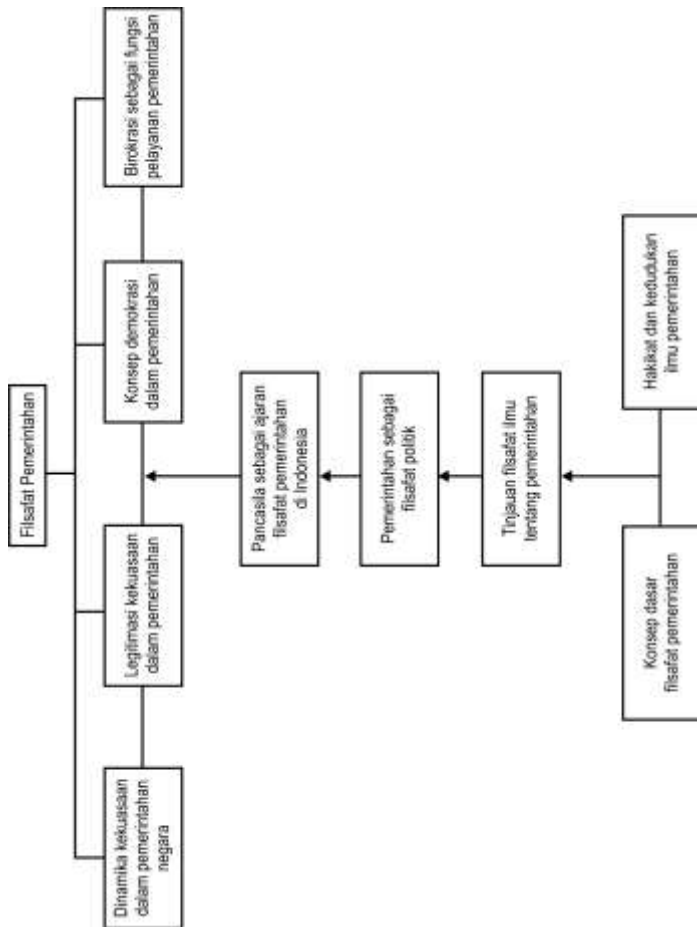 Filsafat Pemerintahan
Dinamika kekuasaan
dalam pemerintahan
negara
Legitimasi kekuasaan
dalam pemerintahan
Konsep demokrasi
dalam pemerintahan
Birokrasi sebagai fungsi
pelayanan pemerintahan
Pancasila sebagai ajaran
filsafat pemerintahan
di Indonesia
Pemerintahan sebagai
filsafat politik
Tinjauan filsafat ilmu
tentang pemerintahan
Konsep dasar
filsafat pemerintahan
Hakikat dan kedudukan
ilmu pemerintahan